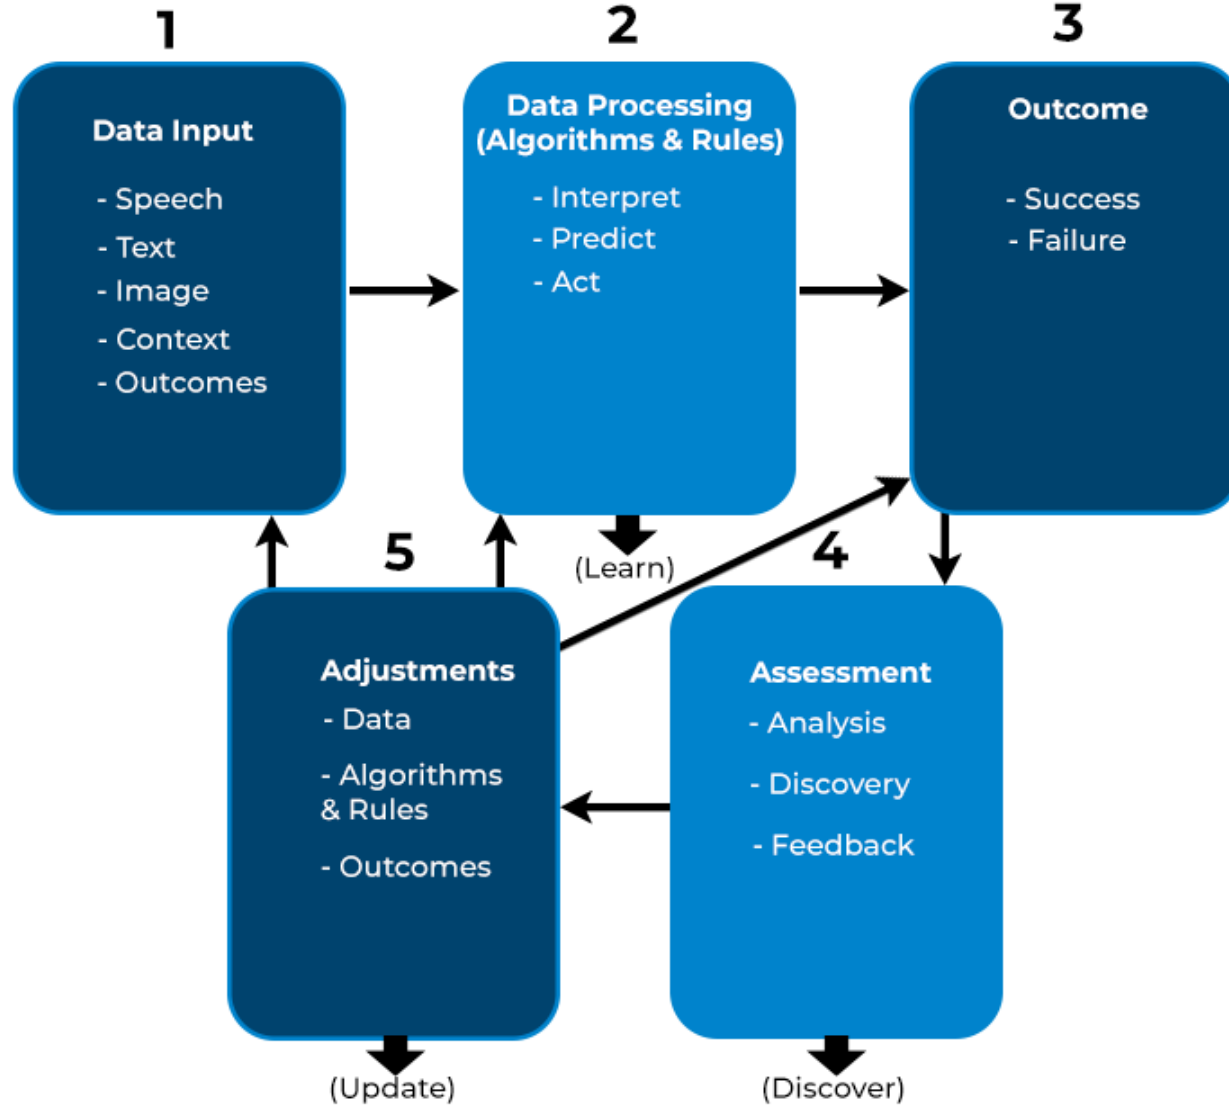 1
Data Input
- Speech
- Text
- Image
- Context
- Outcomes
2
Data Processing
(Algorithms & Rules)
- Interpret
- Predict
- Act
(Learn)
3
Outcome
- Success
- Failure
4
Assessment
- Analysis
- Discovery
- Feedback
(Discover)
5
Adjustments
- Data
- Algorithms
& Rules
- Outcomes
(Update)